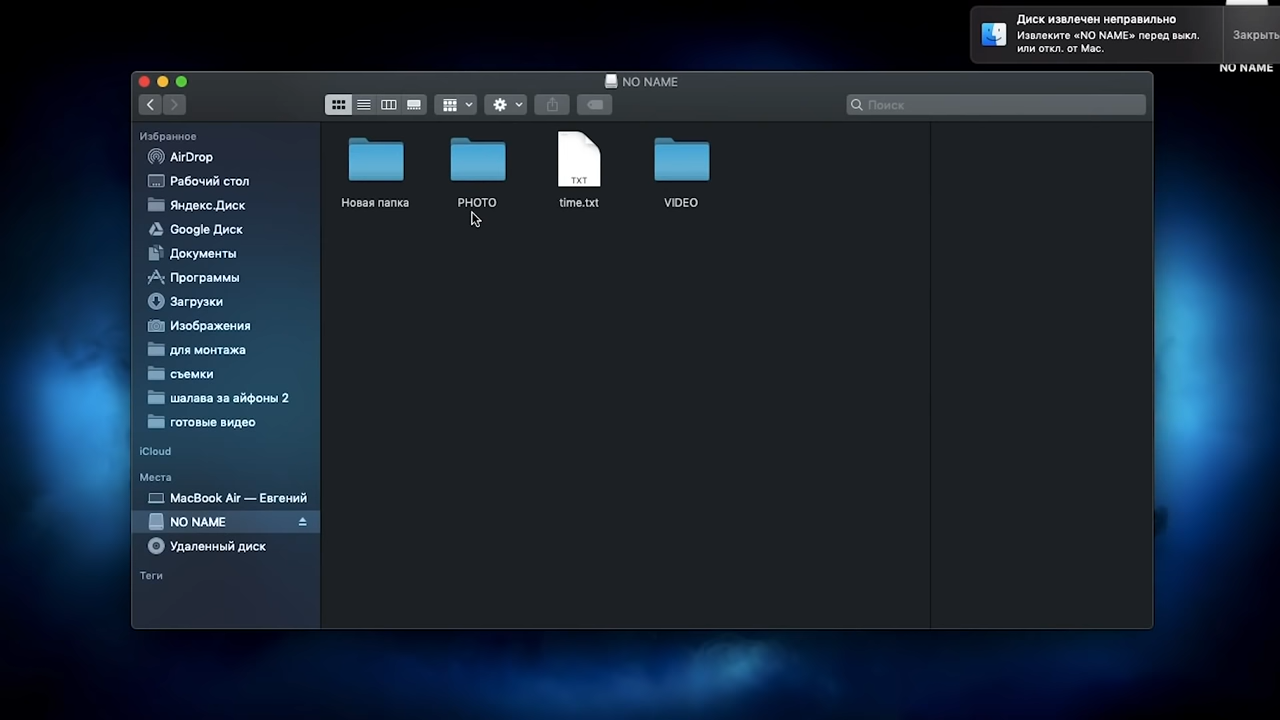 Диск извлечен неправильно
Извлеките «NO NAME» перед выкл.
или откл. от Mac.
Закрыть
NO NAME
NO NAME
Поиск
Избранное
AirDrop
Рабочий стол
Яндекс.Диск
Google Диск
Документы
Программы
Загрузки
Изображения
для монтажа
съемки
шалава за айфоны 2
готовые видео
iCloud
Места
MacBook Air — Евгений
NO NAME
Удаленный диск
Теги
Новая папка
PHOTO
TXT
time.txt
VIDEO